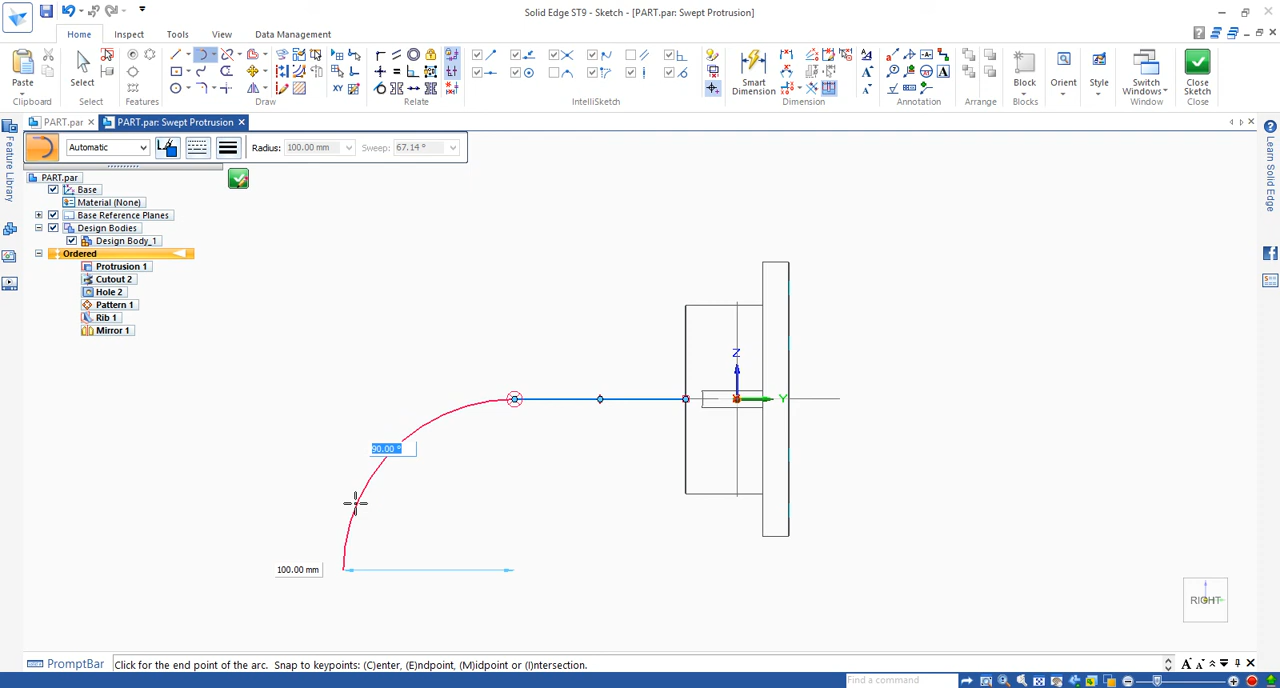 Solid Edge ST9 - Sketch - [PART.par: Swept Protrusion]
Home Inspect Tools View Data Management
Paste
Select
Smart Dimension
Block
Orient
Style
Switch Windows
Close Sketch
Clipboard Select Features Draw Relate IntelliSketch Dimension Annotation Arrange Blocks Window Close
PART.par PART.par: Swept Protrusion
Automatic Radius: 100.00 mm Sweep: 67.14 °
Feature Library
Learn Solid Edge
PART.par
Base
Material (None)
Base Reference Planes
Design Bodies
Design Body_1
Ordered
Protrusion 1
Cutout 2
Hole 2
Pattern 1
Rib 1
Mirror 1
Z
Y
90.00 °
100.00 mm
RIGHT
PromptBar Click for the end point of the arc. Snap to keypoints: (C)enter, (E)ndpoint, (M)idpoint or (I)ntersection.
Find a command